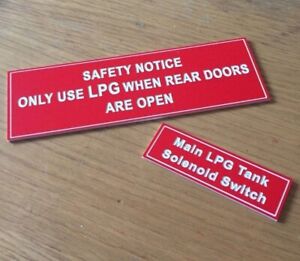 SAFETY NOTICE
ONLY USE LPG WHEN REAR DOORS
ARE OPEN
Main LPG Tank
Solenoid Switch